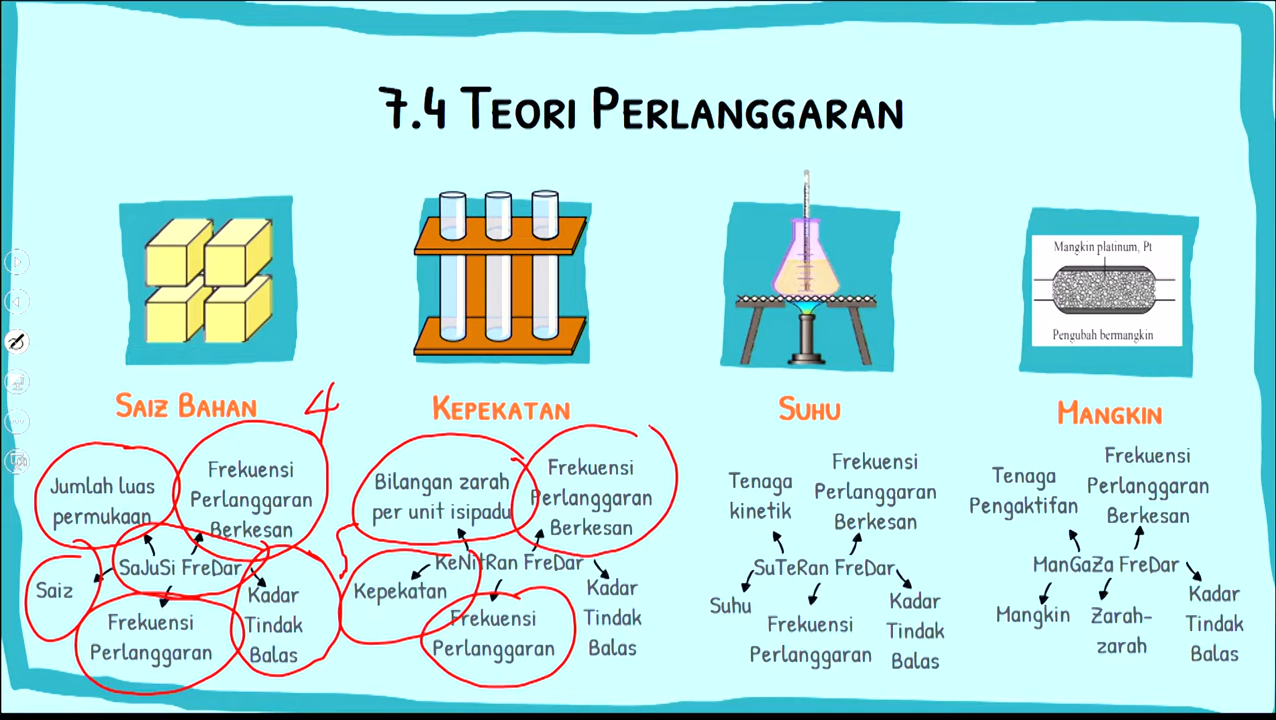 7.4 Teori Perlanggaran
Mangkin platinum, Pt
Pengubah bermangkin
Saiz Bahan
4
Jumlah luas
permukaan
Frekuensi
Perlanggaran
Berkesan
SaJuSi FreDar
Saiz
Frekuensi
Perlanggaran
Kadar
Tindak
Balas
Kepekatan
Bilangan zarah
per unit isipadu
Frekuensi
Perlanggaran
Berkesan
KeNitRan FreDar
Kepekatan
Frekuensi
Perlanggaran
Kadar
Tindak
Balas
Suhu
Tenaga
kinetik
Frekuensi
Perlanggaran
Berkesan
SuTeRan FreDar
Suhu
Frekuensi
Perlanggaran
Kadar
Tindak
Balas
Mangkin
Tenaga
Pengaktifan
Frekuensi
Perlanggaran
Berkesan
ManGaZa FreDar
Mangkin
Zarah-
zarah
Kadar
Tindak
Balas